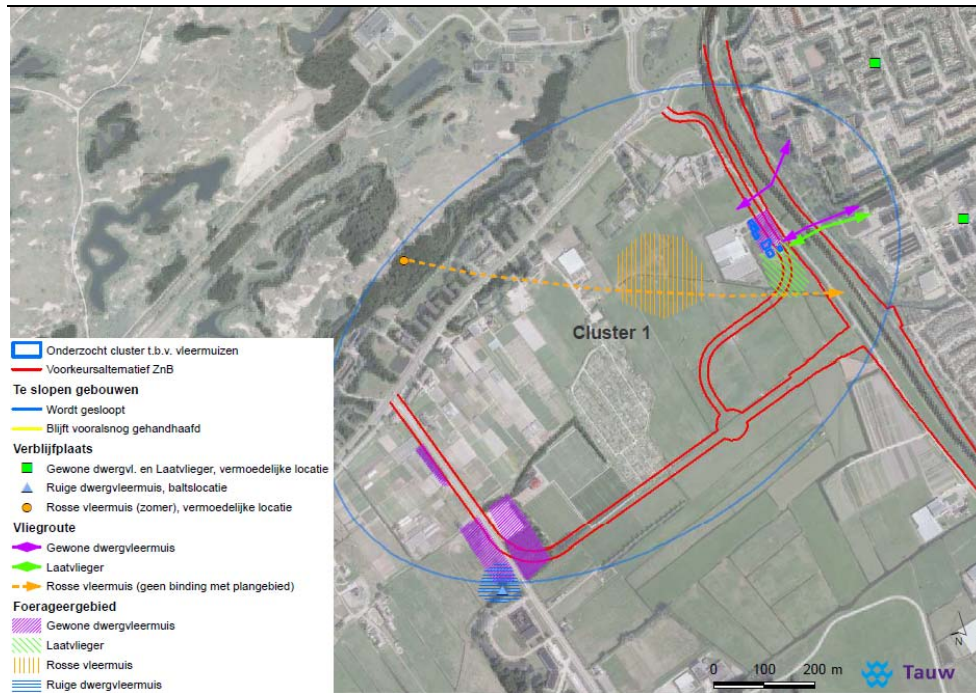 Cluster 1
Onderzocht cluster t.b.v. vleermuizen
Voorkeursalternatief ZnB
Te slopen gebouwen
Wordt gesloopt
Blijft vooralsnog gehandhaafd
Verblijfplaats
Gewone dwergvl. en Laatvlieger, vermoedelijke locatie
Ruige dwergvleermuis, baltslocatie
Rosse vleermuis (zomer), vermoedelijke locatie
Vliegroute
Gewone dwergvleermuis
Laatvlieger
Rosse vleermuis (geen binding met plangebied)
Foerageergebied
Gewone dwergvleermuis
Laatvlieger
Rosse vleermuis
Ruige dwergvleermuis
N
0 100 200 m
Tauw